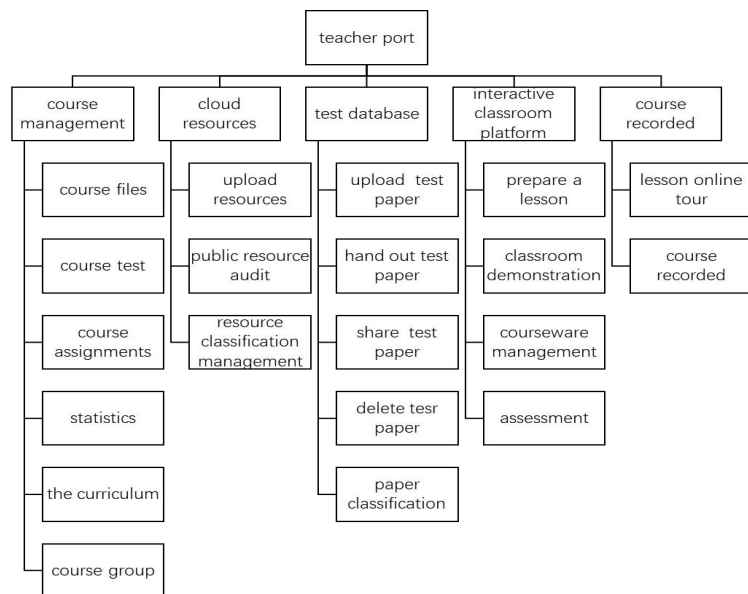 teacher port
course
management
cloud
resources
test database
interactive
classroom
platform
course
recorded
course files
course test
course
assignments
statistics
the curriculum
course group
upload
resources
public resource
audit
resource
classification
management
upload test
paper
hand out test
paper
share test
paper
delete tesr
paper
paper
classification
prepare a
lesson
classroom
demonstration
courseware
management
assessment
lesson online
tour
course
recorded